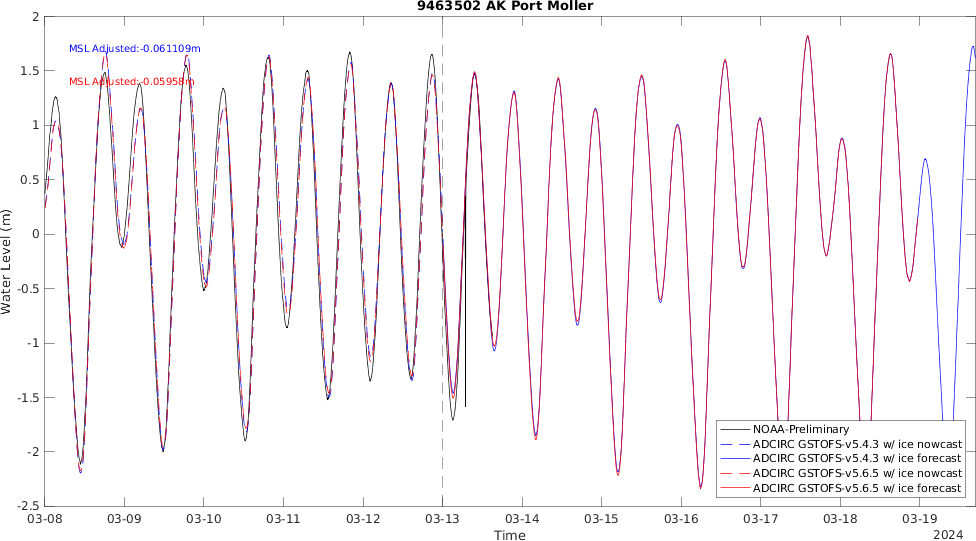 9463502 AK Port Moller
MSL Adjusted:-0.061109m
MSL Adjusted:-0.05958m
Water Level (m)
2
1.5
1
0.5
0
-0.5
-1
-1.5
-2
-2.5
NOAA-Preliminary
ADCIRC GSTOFS-v5.4.3 w/ ice nowcast
ADCIRC GSTOFS-v5.4.3 w/ ice forecast
ADCIRC GSTOFS-v5.6.5 w/ ice nowcast
ADCIRC GSTOFS-v5.6.5 w/ ice forecast
03-08 03-09 03-10 03-11 03-12 03-13 03-14 03-15 03-16 03-17 03-18 03-19
Time
2024